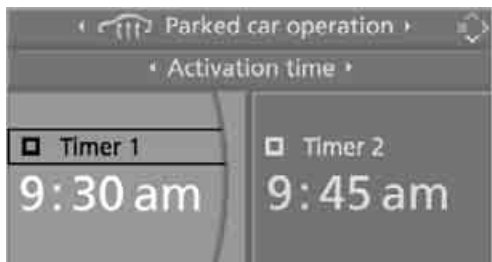 Parked car operation
Activation time
Timer 1
Timer 2
9:30 am
9:45 am